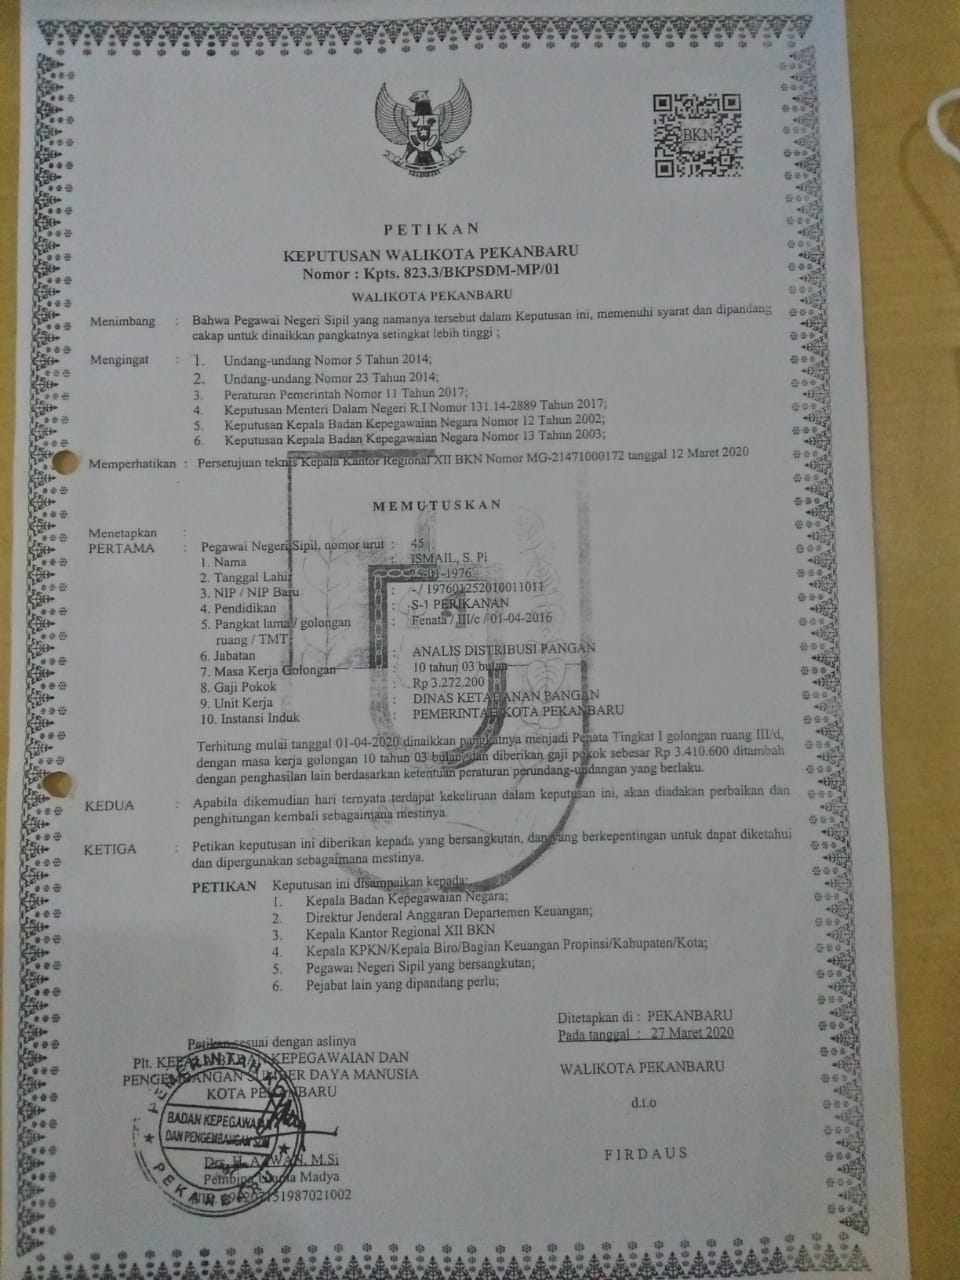 BKN
PETIKAN
KEPUTUSAN WALIKOTA PEKANBARU
Nomor : Kpts. 823.3/BKPSDM-MP/01
WALIKOTA PEKANBARU
Menimbang : Bahwa Pegawai Negeri Sipil yang namanya tersebut dalam Keputusan ini, memenuhi syarat dan dipandang
cakap untuk dinaikkan pangkatnya setingkat lebih tinggi ;
Mengingat : 1. Undang-undang Nomor 5 Tahun 2014;
2. Undang-undang Nomor 23 Tahun 2014;
3. Peraturan Pemerintah Nomor 11 Tahun 2017;
4. Keputusan Menteri Dalam Negeri R.I Nomor 131.14-2889 Tahun 2017;
5. Keputusan Kepala Badan Kepegawaian Negara Nomor 12 Tahun 2002;
6. Keputusan Kepala Badan Kepegawaian Negara Nomor 13 Tahun 2003;
Memperhatikan : Persetujuan teknis Kepala Kantor Regional XII BKN Nomor MG-21471000172 tanggal 12 Maret 2020
MEMUTUSKAN
Menetapkan :
PERTAMA : Pegawai Negeri Sipil, nomor urut : 45
1. Nama : ISMAIL, S. Pi
2. Tanggal Lahir : 25-01-1976
3. NIP / NIP Baru : - / 197601252010011011
4. Pendidikan : S-1 PERIKANAN
5. Pangkat lama / golongan : Penata / III/c / 01-04-2016
ruang / TMT
6. Jabatan : ANALIS DISTRIBUSI PANGAN
7. Masa Kerja Golongan : 10 tahun 03 bulan
8. Gaji Pokok : Rp 3.272.200
9. Unit Kerja : DINAS KETAHANAN PANGAN
10. Instansi Induk : PEMERINTAH KOTA PEKANBARU
Terhitung mulai tanggal 01-04-2020 dinaikkan pangkatnya menjadi Penata Tingkat I golongan ruang III/d,
dengan masa kerja golongan 10 tahun 03 bulan, dan diberikan gaji pokok sebesar Rp 3.410.600 ditambah
dengan penghasilan lain berdasarkan ketentuan peraturan perundang-undangan yang berlaku.
KEDUA : Apabila dikemudian hari ternyata terdapat kekeliruan dalam keputusan ini, akan diadakan perbaikan dan
penghitungan kembali sebagaimana mestinya.
KETIGA : Petikan keputusan ini diberikan kepada yang bersangkutan, dan yang berkepentingan untuk dapat diketahui
dan dipergunakan sebagaimana mestinya.
PETIKAN Keputusan ini disampaikan kepada:
1. Kepala Badan Kepegawaian Negara;
2. Direktur Jenderal Anggaran Departemen Keuangan;
3. Kepala Kantor Regional XII BKN
4. Kepala KPKN/Kepala Biro/Bagian Keuangan Propinsi/Kabupaten/Kota;
5. Pegawai Negeri Sipil yang bersangkutan;
6. Pejabat lain yang dipandang perlu;
Ditetapkan di : PEKANBARU
Pada tanggal : 27 Maret 2020
WALIKOTA PEKANBARU
d.t.o
FIRDAUS
Petikan sesuai dengan aslinya
Plt. KEPALA BADAN KEPEGAWAIAN DAN
PENGEMBANGAN SUMBER DAYA MANUSIA
KOTA PEKANBARU
PEMERINTAH KOTA
BADAN KEPEGAWAIAN
DAN PENGEMBANGAN SDM
PEKANBARU
Drs. H. AZWAN, M.Si
Pembina Utama Madya